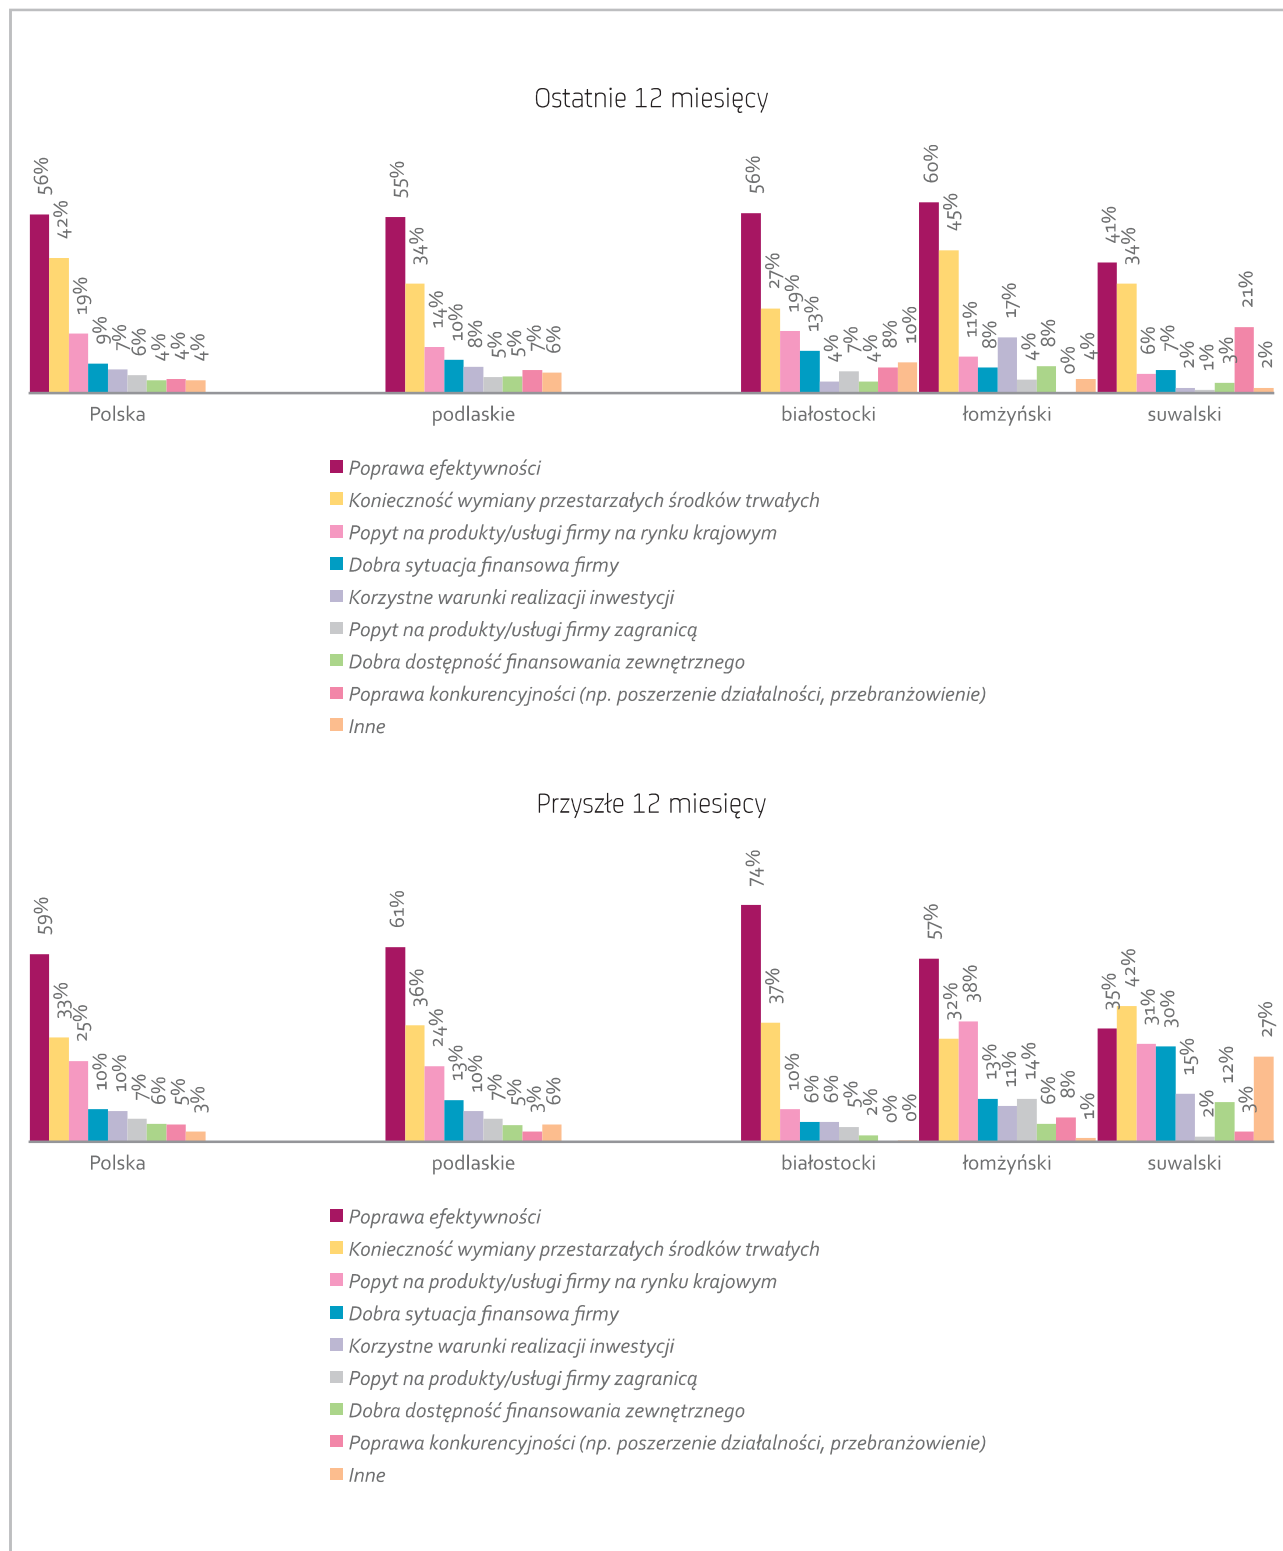 Ostatnie 12 miesięcy
56% 42% 19% 9% 7% 6% 4% 4% 4%
55% 34% 14% 10% 8% 5% 5% 7% 6%
56% 27% 19% 13% 4% 7% 4% 8% 10%
60% 45% 11% 8% 17% 4% 8% 0% 4%
41% 34% 6% 7% 2% 1% 3% 21% 2%
Polska podlaskie białostocki łomżyński suwalski
Poprawa efektywności
Konieczność wymiany przestarzałych środków trwałych
Popyt na produkty/usługi firmy na rynku krajowym
Dobra sytuacja finansowa firmy
Korzystne warunki realizacji inwestycji
Popyt na produkty/usługi firmy zagranicą
Dobra dostępność finansowania zewnętrznego
Poprawa konkurencyjności (np. poszerzenie działalności, przebranżowienie)
Inne
Przyszłe 12 miesięcy
59% 33% 25% 10% 10% 7% 6% 5% 3%
61% 36% 24% 13% 10% 7% 5% 3% 6%
74% 37% 10% 6% 6% 5% 2% 0% 0%
57% 32% 38% 13% 11% 14% 6% 8% 1%
35% 42% 31% 30% 15% 2% 12% 3% 27%
Polska podlaskie białostocki łomżyński suwalski
Poprawa efektywności
Konieczność wymiany przestarzałych środków trwałych
Popyt na produkty/usługi firmy na rynku krajowym
Dobra sytuacja finansowa firmy
Korzystne warunki realizacji inwestycji
Popyt na produkty/usługi firmy zagranicą
Dobra dostępność finansowania zewnętrznego
Poprawa konkurencyjności (np. poszerzenie działalności, przebranżowienie)
Inne